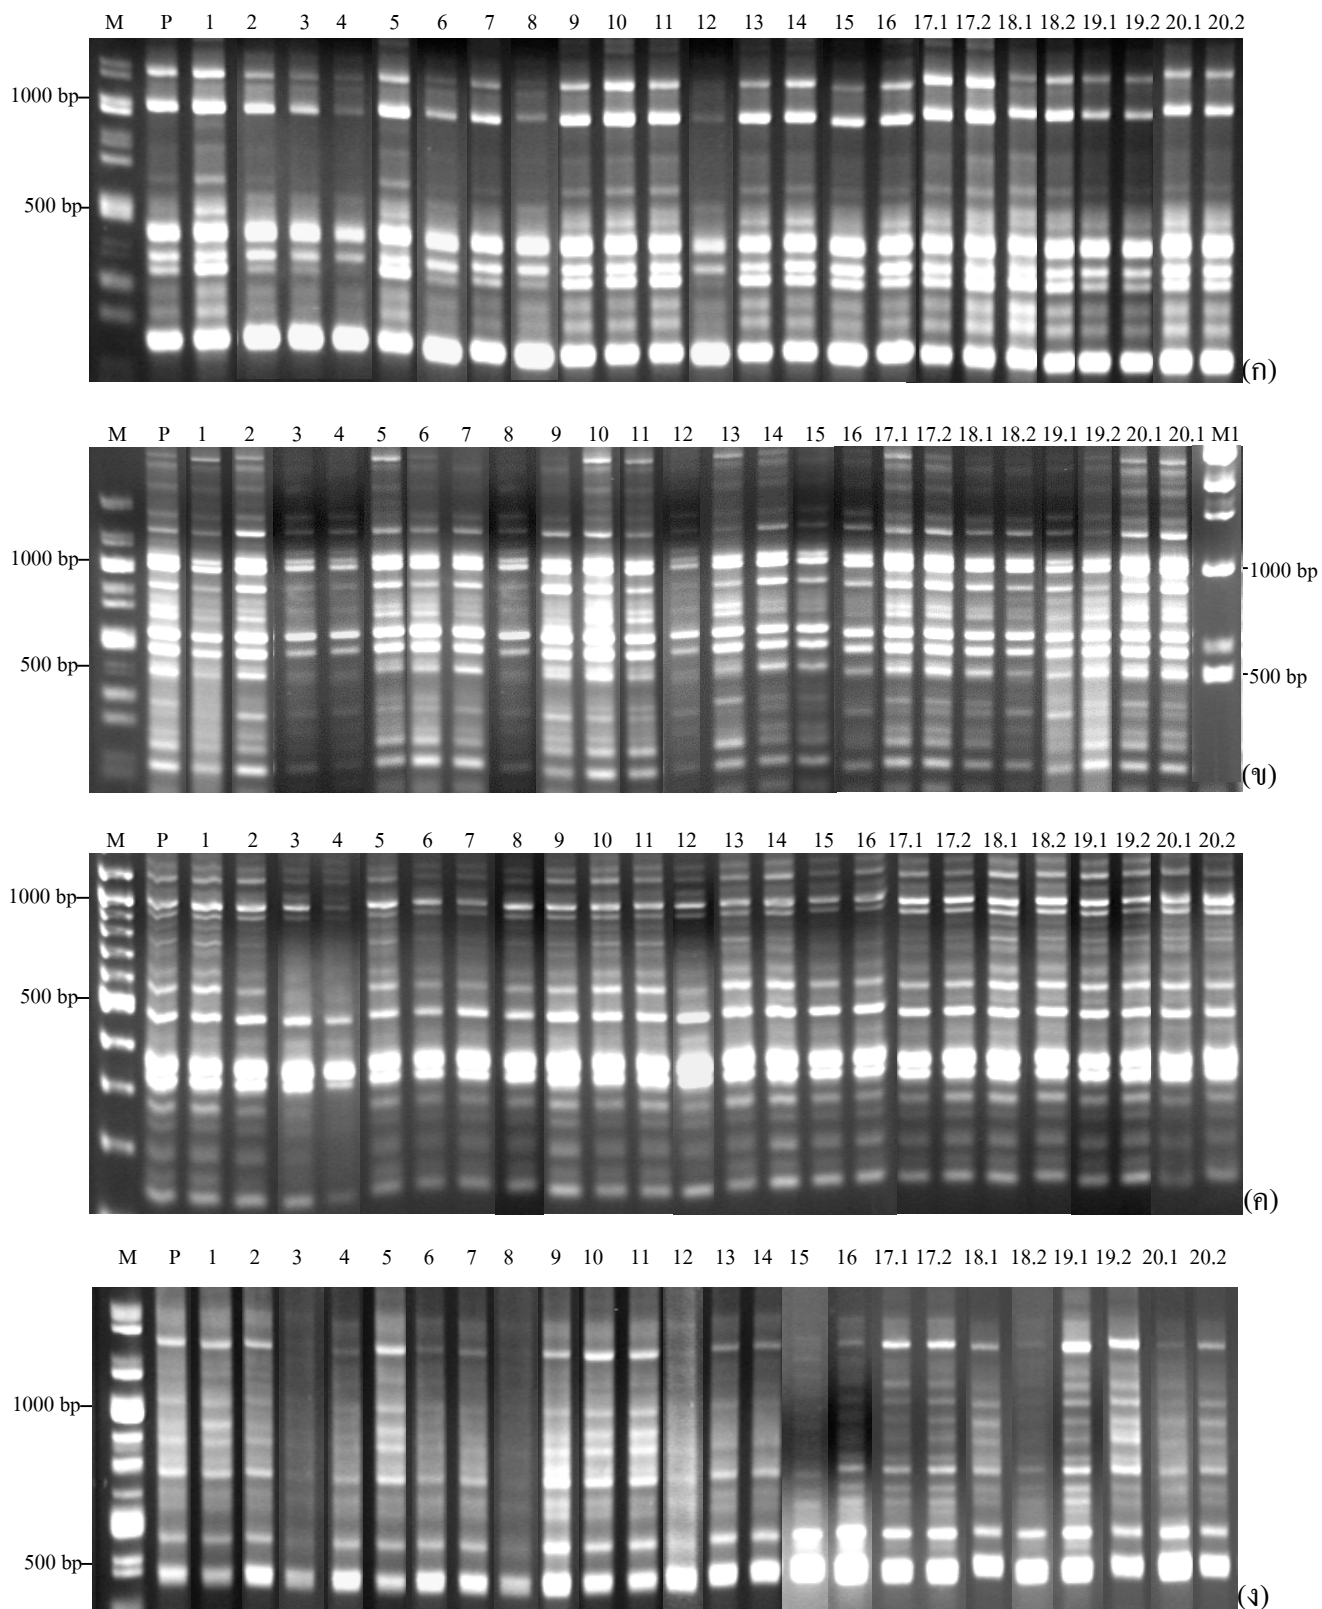 M P 1 2 3 4 5 6 7 8 9 10 11 12 13 14 15 16 17.1 17.2 18.1 18.2 19.1 19.2 20.1 20.2
1000 bp
500 bp
(ก)
M P 1 2 3 4 5 6 7 8 9 10 11 12 13 14 15 16 17.1 17.2 18.1 18.2 19.1 19.2 20.1 20.1 M1
1000 bp
1000 bp
500 bp
500 bp
(ข)
M P 1 2 3 4 5 6 7 8 9 10 11 12 13 14 15 16 17.1 17.2 18.1 18.2 19.1 19.2 20.1 20.2
1000 bp
500 bp
(ค)
M P 1 2 3 4 5 6 7 8 9 10 11 12 13 14 15 16 17.1 17.2 18.1 18.2 19.1 19.2 20.1 20.2
1000 bp
500 bp
(ง)